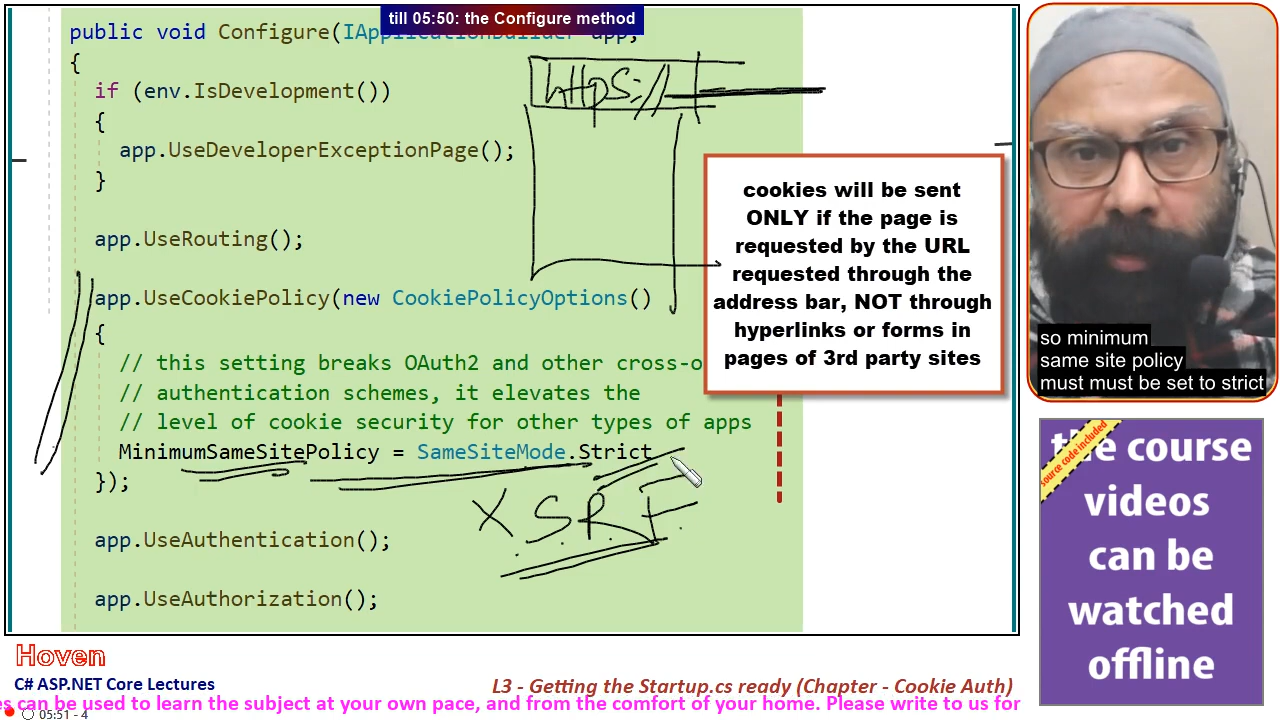 till 05:50: the Configure method
public void Configure(IApplicationBuilder app,
{
if (env.IsDevelopment())
{
app.UseDeveloperExceptionPage();
}
app.UseRouting();
app.UseCookiePolicy(new CookiePolicyOptions()
{
// this setting breaks OAuth2 and other cross-o
// authentication schemes, it elevates the
// level of cookie security for other types of apps
MinimumSameSitePolicy = SameSiteMode.Strict
});
app.UseAuthentication();
app.UseAuthorization();
https://
X.S.R.F.
cookies will be sent
ONLY if the page is
requested by the URL
requested through the
address bar, NOT through
hyperlinks or forms in
pages of 3rd party sites
so minimum
same site policy
must must be set to strict
source code included
the course
videos
can be
watched
offline
Hoven
C# ASP.NET Core Lectures
L3 - Getting the Startup.cs ready (Chapter - Cookie Auth)
es can be used to learn the subject at your own pace, and from the comfort of your home. Please write to us for
05:51 - 4